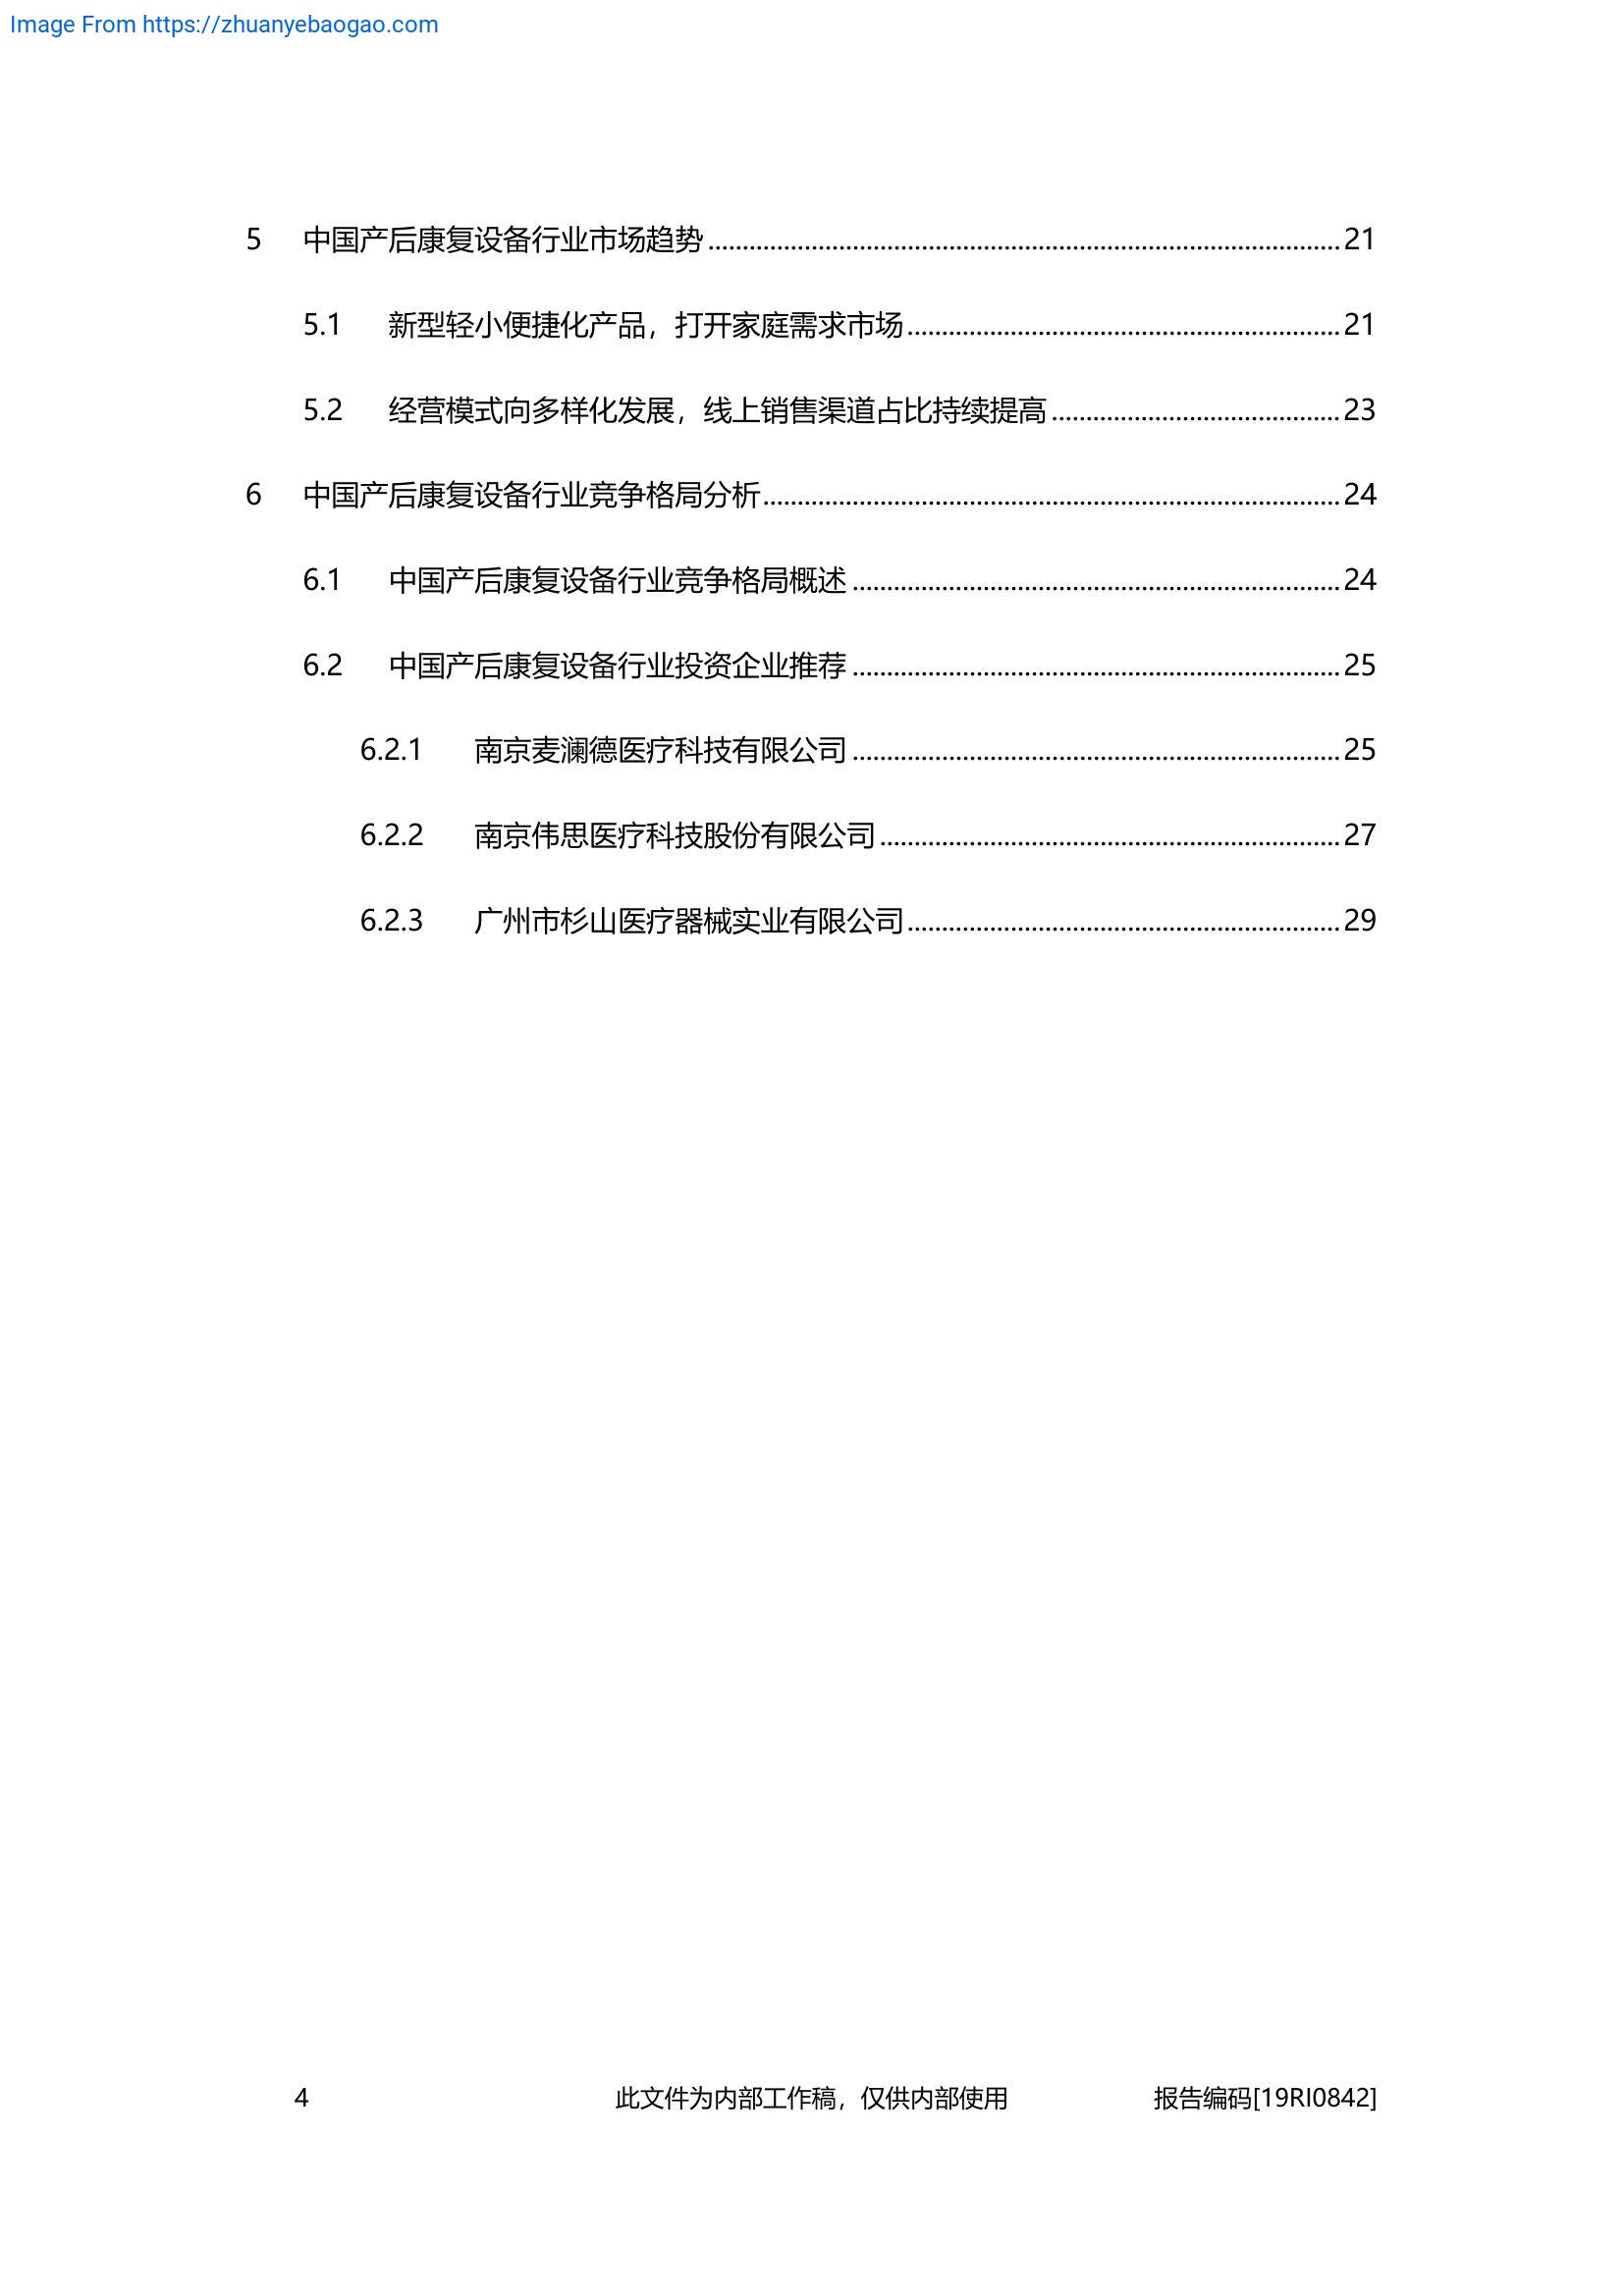 Image From https://zhuanyebaogao.com
5 中国产后康复设备行业市场趋势 21
5.1 新型轻小便捷化产品，打开家庭需求市场 21
5.2 经营模式向多样化发展，线上销售渠道占比持续提高 23
6 中国产后康复设备行业竞争格局分析 24
6.1 中国产后康复设备行业竞争格局概述 24
6.2 中国产后康复设备行业投资企业推荐 25
6.2.1 南京麦澜德医疗科技有限公司 25
6.2.2 南京伟思医疗科技股份有限公司 27
6.2.3 广州市杉山医疗器械实业有限公司 29
4 此文件为内部工作稿，仅供内部使用 报告编码[19RI0842]